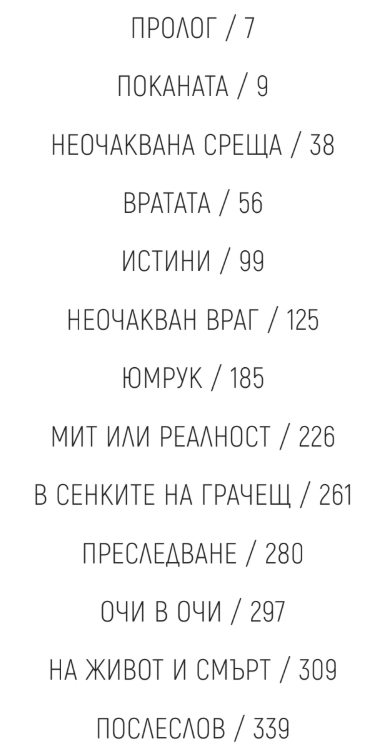 ПРОЛОГ / 7
ПОКАНАТА / 9
НЕОЧАКВАНА СРЕЩА / 38
ВРАТАТА / 56
ИСТИНИ / 99
НЕОЧАКВАН ВРАГ / 125
ЮМРУК / 185
МИТ ИЛИ РЕАЛНОСТ / 226
В СЕНКИТЕ НА ГРАЧЕЩ / 261
ПРЕСЛЕДВАНЕ / 280
ОЧИ В ОЧИ / 297
НА ЖИВОТ И СМЪРТ / 309
ПОСЛЕСЛОВ / 339